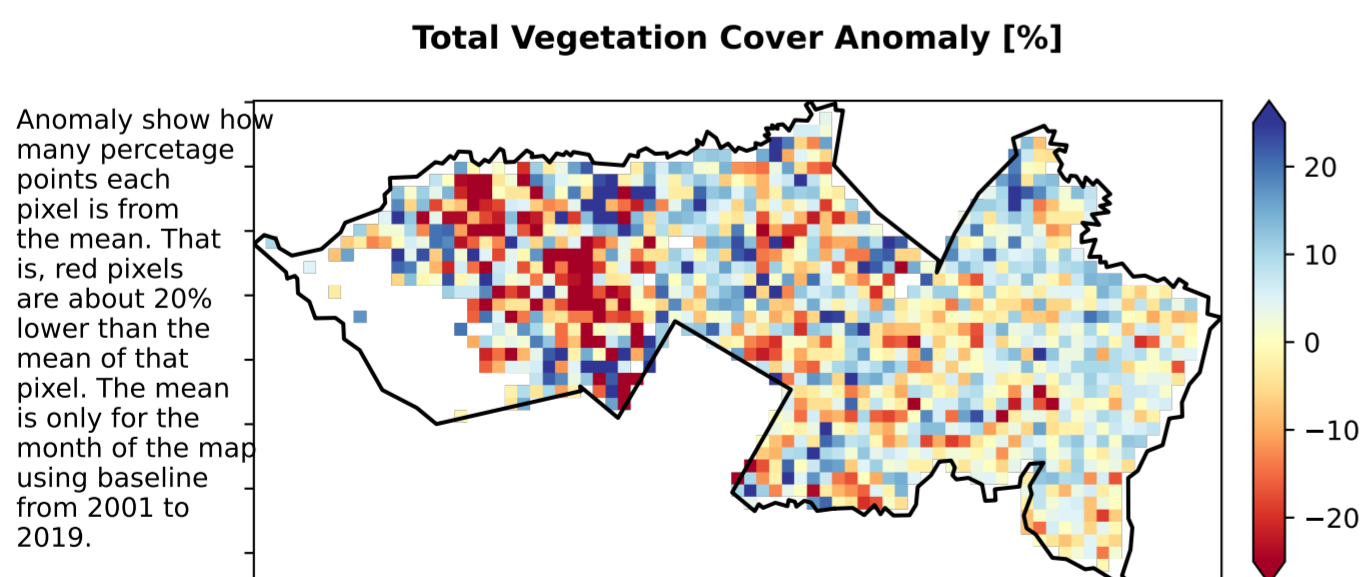 Total Vegetation Cover Anomaly [%]
Anomaly show how
many percetage
points each
pixel is from
the mean. That
is, red pixels
are about 20%
lower than the
mean of that
pixel. The mean
is only for the
month of the map
using baseline
from 2001 to
2019.
20
10
0
−10
−20